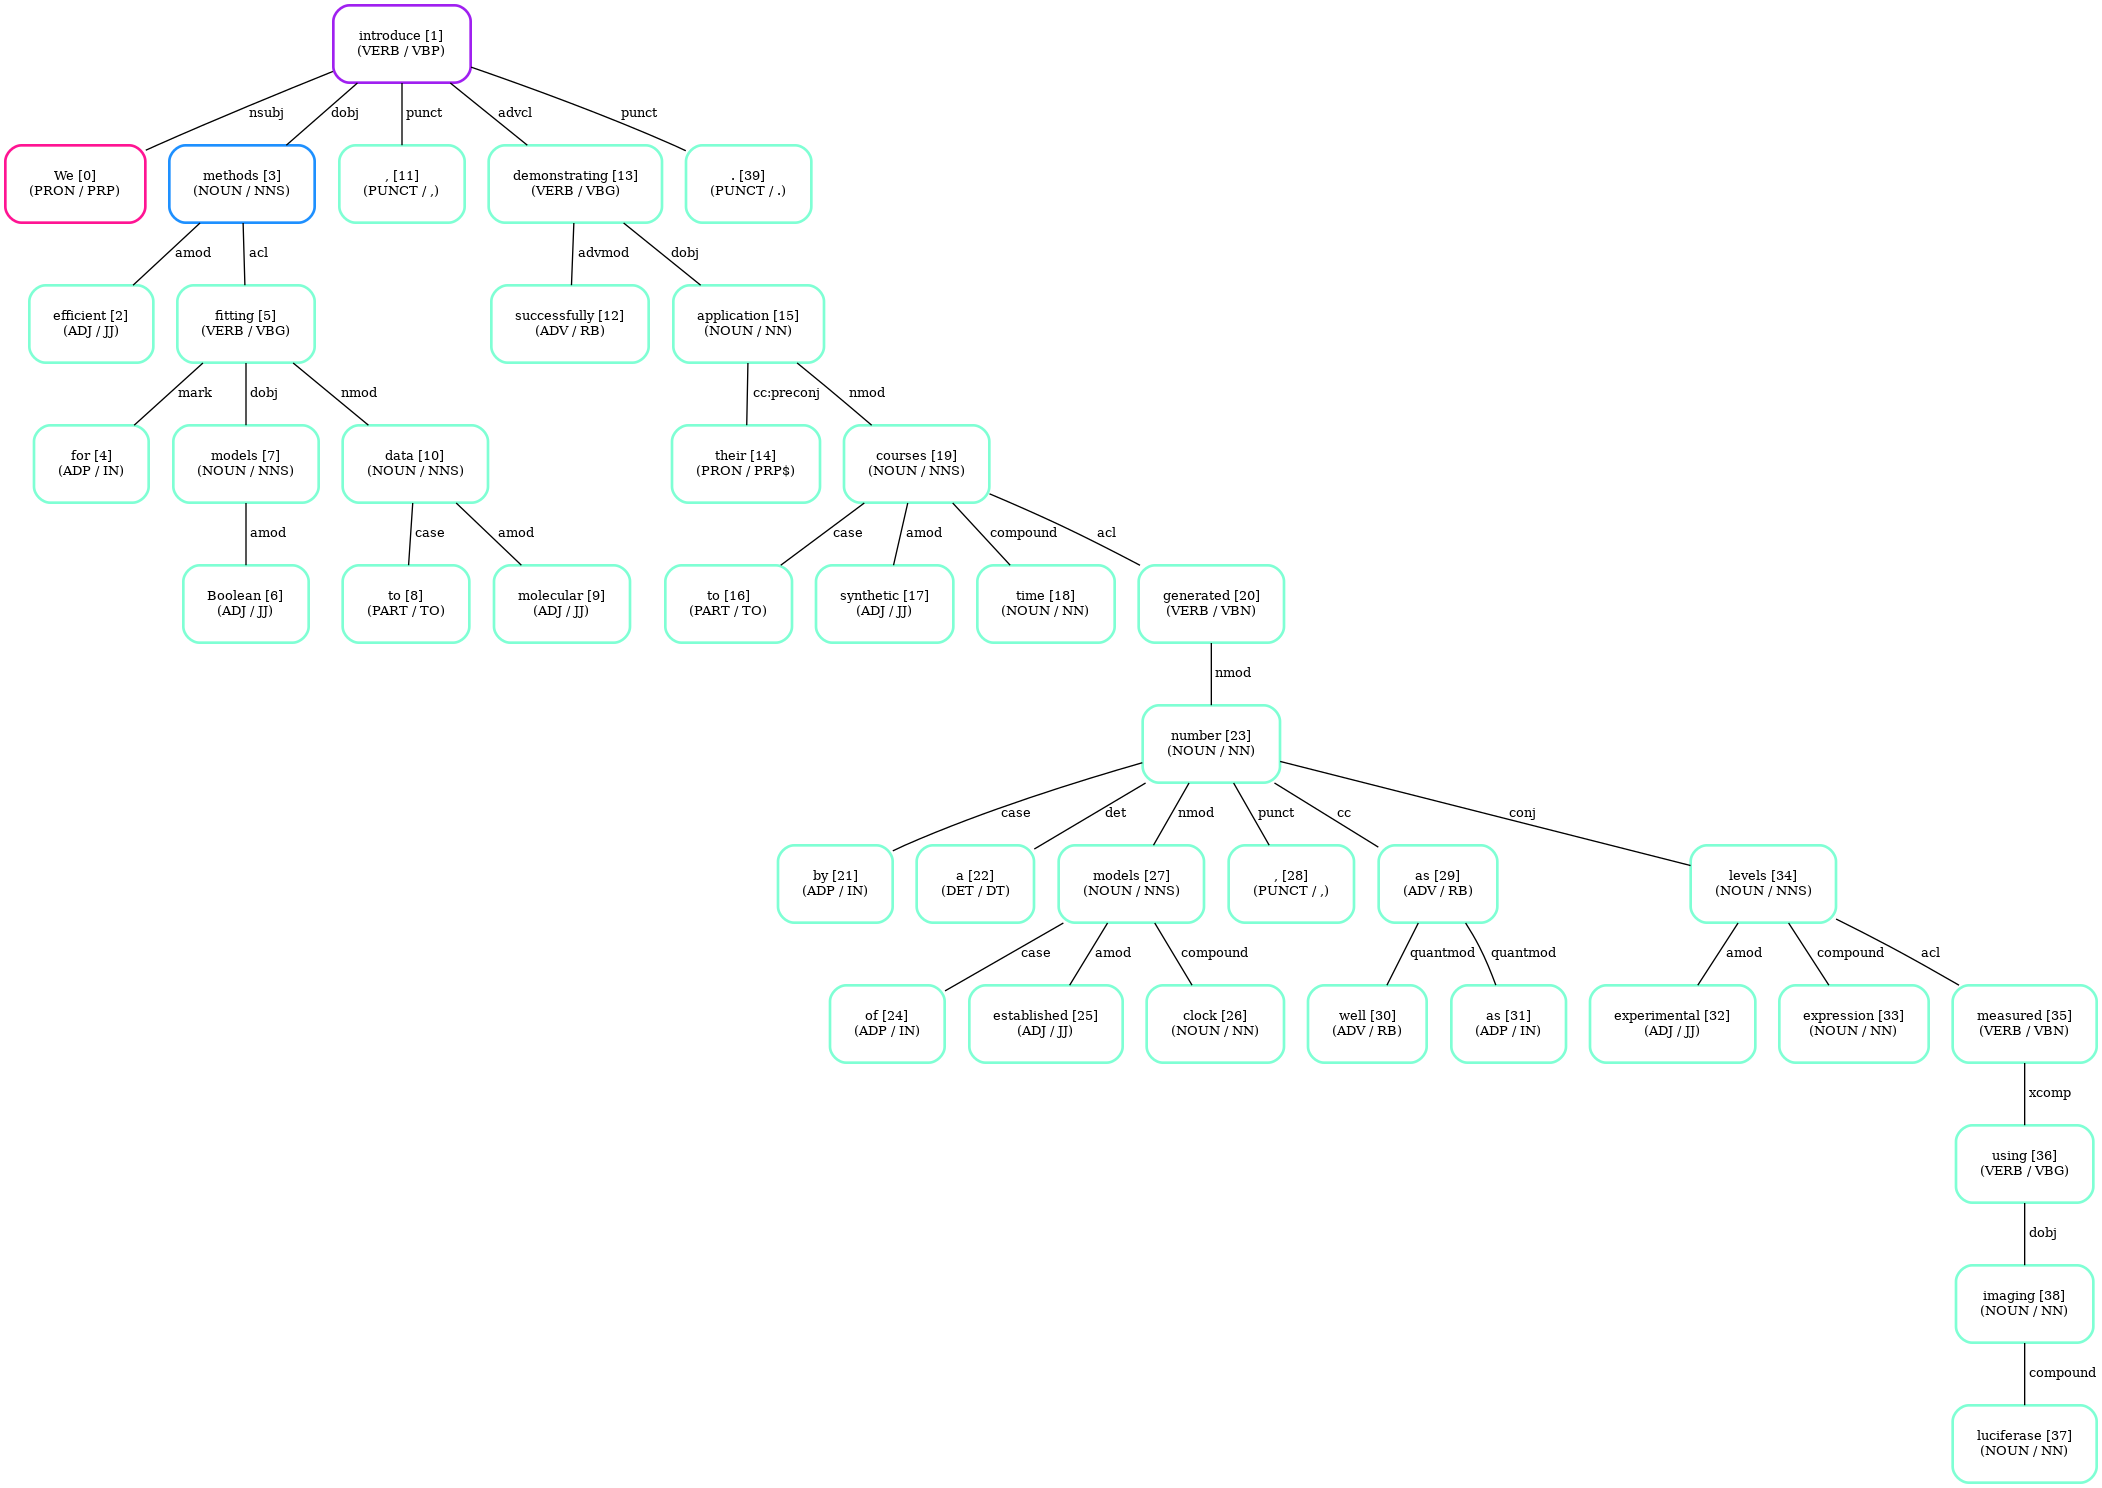 introduce [1]
(VERB / VBP)
nsubj
dobj
punct
advcl
punct
We [0]
(PRON / PRP)
methods [3]
(NOUN / NNS)
, [11]
(PUNCT / ,)
demonstrating [13]
(VERB / VBG)
. [39]
(PUNCT / .)
amod
acl
advmod
dobj
efficient [2]
(ADJ / JJ)
fitting [5]
(VERB / VBG)
successfully [12]
(ADV / RB)
application [15]
(NOUN / NN)
mark
dobj
nmod
cc:preconj
nmod
for [4]
(ADP / IN)
models [7]
(NOUN / NNS)
data [10]
(NOUN / NNS)
their [14]
(PRON / PRP$)
courses [19]
(NOUN / NNS)
amod
case
amod
case
amod
compound
acl
Boolean [6]
(ADJ / JJ)
to [8]
(PART / TO)
molecular [9]
(ADJ / JJ)
to [16]
(PART / TO)
synthetic [17]
(ADJ / JJ)
time [18]
(NOUN / NN)
generated [20]
(VERB / VBN)
nmod
number [23]
(NOUN / NN)
case
det
nmod
punct
cc
conj
by [21]
(ADP / IN)
a [22]
(DET / DT)
models [27]
(NOUN / NNS)
, [28]
(PUNCT / ,)
as [29]
(ADV / RB)
levels [34]
(NOUN / NNS)
case
amod
compound
quantmod
quantmod
amod
compound
acl
of [24]
(ADP / IN)
established [25]
(ADJ / JJ)
clock [26]
(NOUN / NN)
well [30]
(ADV / RB)
as [31]
(ADP / IN)
experimental [32]
(ADJ / JJ)
expression [33]
(NOUN / NN)
measured [35]
(VERB / VBN)
xcomp
using [36]
(VERB / VBG)
dobj
imaging [38]
(NOUN / NN)
compound
luciferase [37]
(NOUN / NN)